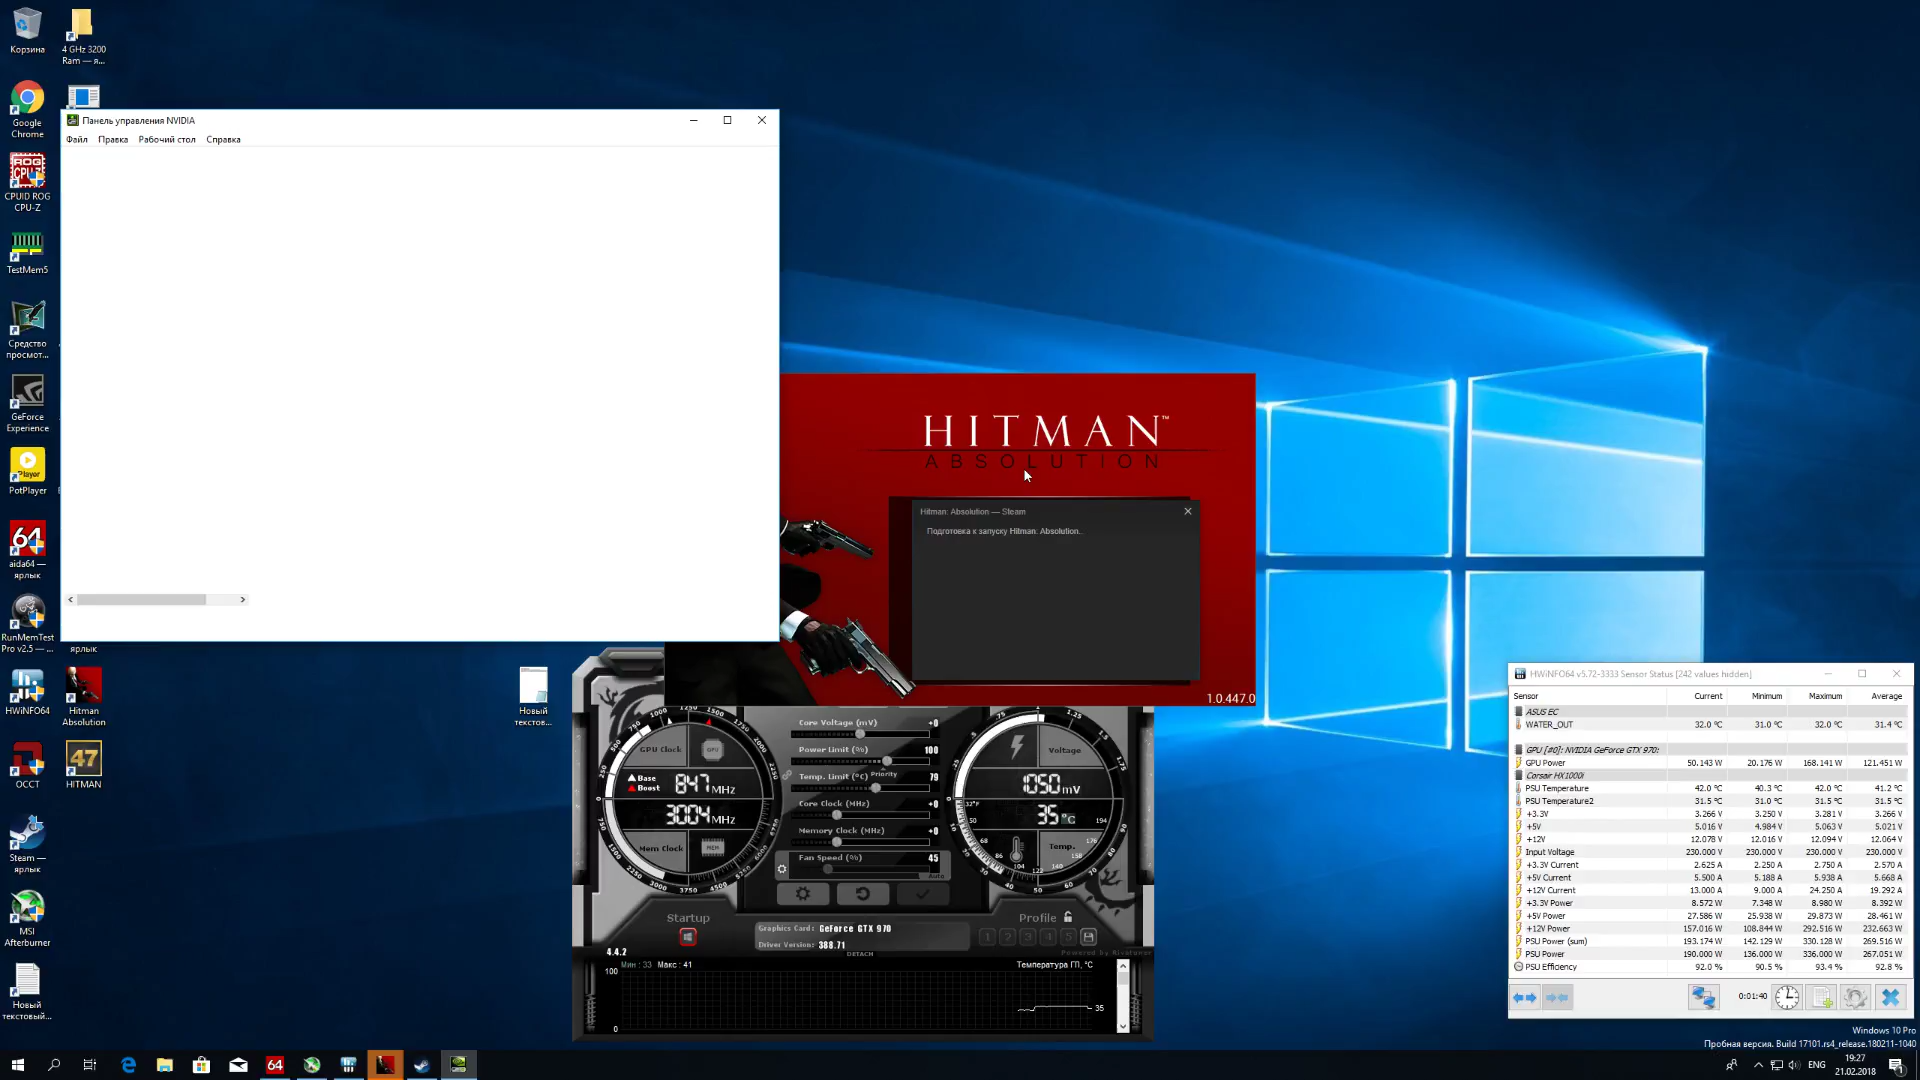 Корзина
4 GHz 3200
Ram — я...
Google
Chrome
CPUID ROG
CPU-Z
TestMem5
Средство
просмот...
GeForce
Experience
PotPlayer
aida64 —
ярлык
RunMemTest
Pro v2.5 — ...
ярлык
HWiNFO64
Hitman
Absolution
OCCT
HITMAN
Steam —
ярлык
MSI
Afterburner
Новый
текстовый...
Новый
текстов...
Панель управления NVIDIA
Файл Правка Рабочий стол Справка
HITMAN™
ABSOLUTION
Hitman: Absolution — Steam
Подготовка к запуску Hitman: Absolution...
1.0.447.0
GPU Clock
GPU
Base
Boost
847 MHz
3004 MHz
Mem Clock
MEM
Core Voltage (mV) +0
Power Limit (%) 100
Temp. Limit (°C) Priority 79
Core Clock (MHz) +0
Memory Clock (MHz) +0
Fan Speed (%) 45
Auto
Voltage
1050 mV
35 °C
Temp.
Startup
Profile
1 2 3 4 5
Graphics Card: GeForce GTX 970
Driver Version: 388.71
4.4.2
DETACH
Powered by Rivatuner
Мин : 33 Макс : 41
Температура ГП, °C
100
35
0
HWiNFO64 v5.72-3333 Sensor Status [242 values hidden]
Sensor Current Minimum Maximum Average
ASUS EC
WATER_OUT 32.0 °C 31.0 °C 32.0 °C 31.4 °C
GPU [#0]: NVIDIA GeForce GTX 970:
GPU Power 50.143 W 20.176 W 168.141 W 121.451 W
Corsair HX1000i
PSU Temperature 42.0 °C 40.3 °C 42.0 °C 41.2 °C
PSU Temperature2 31.5 °C 31.0 °C 31.5 °C 31.5 °C
+3.3V 3.266 V 3.250 V 3.281 V 3.266 V
+5V 5.016 V 4.984 V 5.063 V 5.021 V
+12V 12.078 V 12.016 V 12.094 V 12.064 V
Input Voltage 230.000 V 230.000 V 230.000 V 230.000 V
+3.3V Current 2.625 A 2.250 A 2.750 A 2.570 A
+5V Current 5.500 A 5.188 A 5.938 A 5.668 A
+12V Current 13.000 A 9.000 A 24.250 A 19.292 A
+3.3V Power 8.572 W 7.348 W 8.980 W 8.392 W
+5V Power 27.586 W 25.938 W 29.873 W 28.461 W
+12V Power 157.016 W 108.844 W 292.516 W 232.663 W
PSU Power (sum) 193.174 W 142.129 W 330.128 W 269.516 W
PSU Power 190.000 W 136.000 W 336.000 W 267.051 W
PSU Efficiency 92.0 % 90.5 % 93.4 % 92.8 %
0:01:40
Windows 10 Pro
Пробная версия. Build 17101.rs4_release.180211-1040
ENG
19:27
21.02.2018